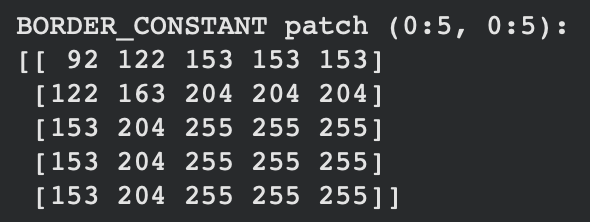 BORDER_CONSTANT patch (0:5, 0:5):
[[ 92 122 153 153 153]
 [122 163 204 204 204]
 [153 204 255 255 255]
 [153 204 255 255 255]
 [153 204 255 255 255]]